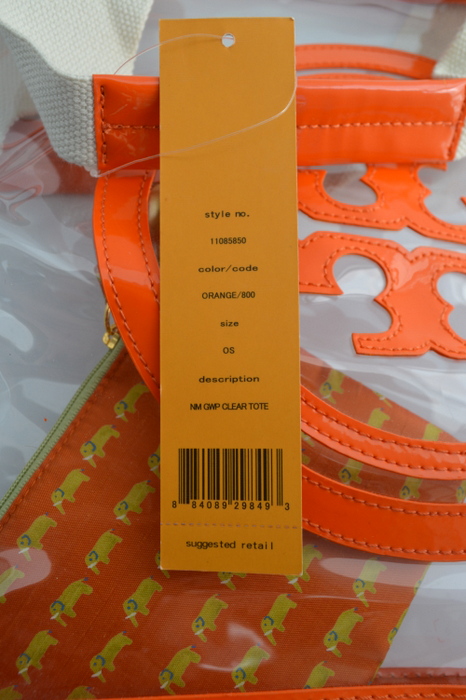 style no.
11085850
color/code
ORANGE/800
size
OS
description
NM GWP CLEAR TOTE
8 84089 29849 3
suggested retail